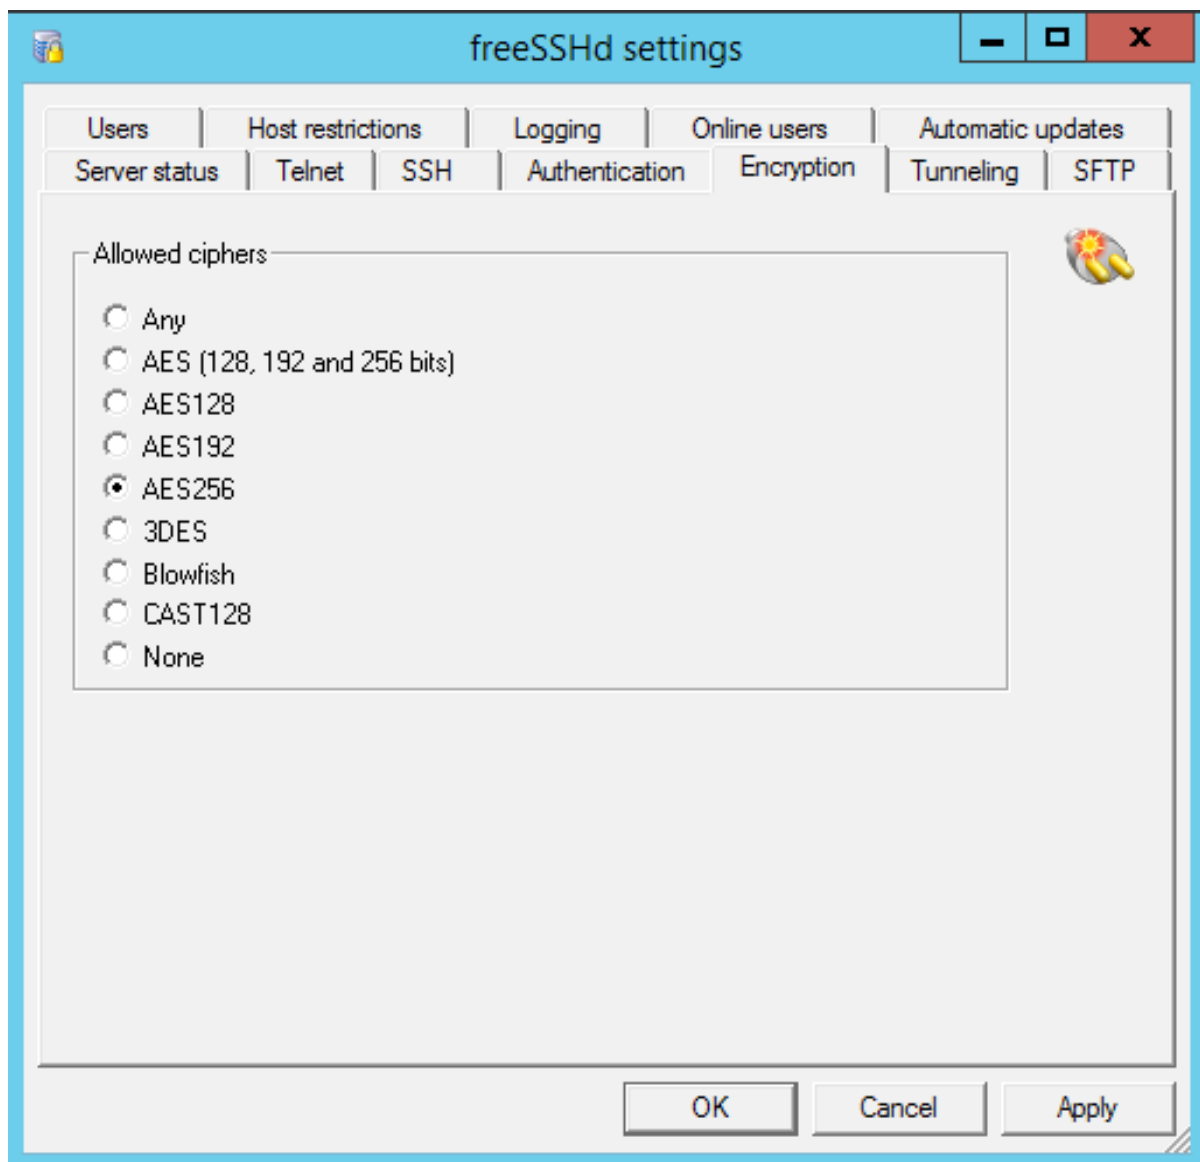 freeSSHd settings
Users Host restrictions Logging Online users Automatic updates
Server status Telnet SSH Authentication Encryption Tunneling SFTP
Allowed ciphers
Any
AES (128, 192 and 256 bits)
AES128
AES192
AES256
3DES
Blowfish
CAST128
None
OK Cancel Apply